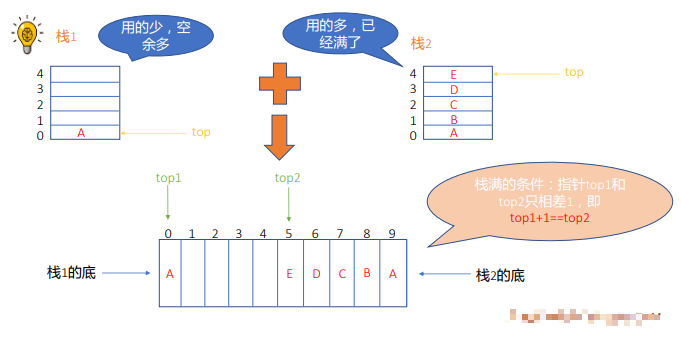 栈1
用的少，空
余多
用的多，已
经满了
栈2
4
3
2
1
0 A
top
4 E
3 D
2 C
1 B
0 A
top
top1
top2
栈满的条件：指针top1和
top2只相差1，即
top1+1==top2
0 1 2 3 4 5 6 7 8 9
栈1的底
A E D C B A
栈2的底